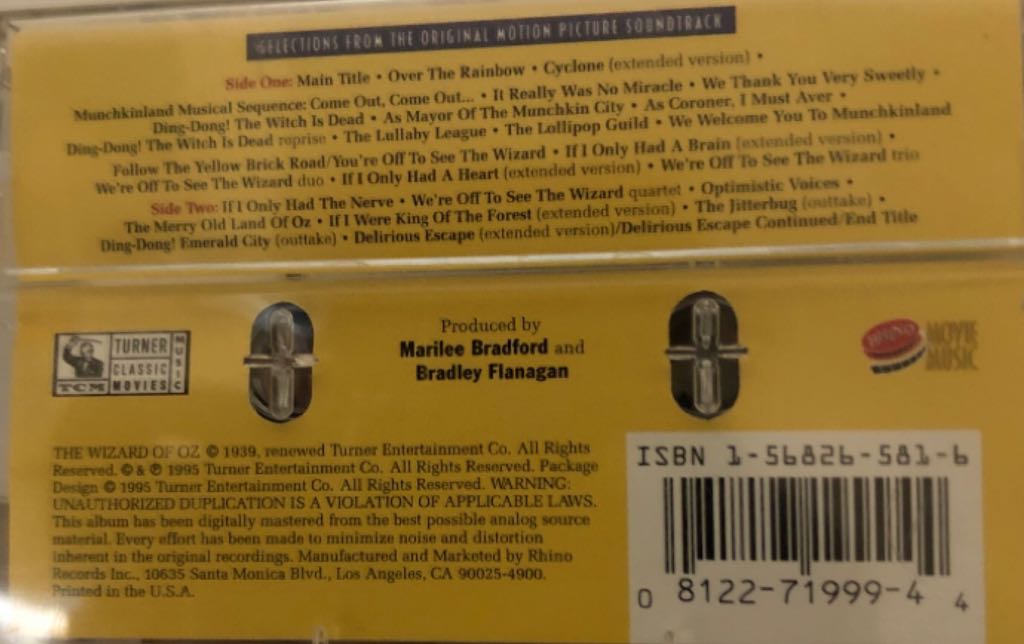 SELECTIONS FROM THE ORIGINAL MOTION PICTURE SOUNDTRACK
Side One: Main Title • Over The Rainbow • Cyclone (extended version) •
Munchkinland Musical Sequence: Come Out, Come Out... • It Really Was No Miracle • We Thank You Very Sweetly •
Ding-Dong! The Witch Is Dead • As Mayor Of The Munchkin City • As Coroner, I Must Aver •
Ding-Dong! The Witch Is Dead reprise • The Lullaby League • The Lollipop Guild • We Welcome You To Munchkinland
Follow The Yellow Brick Road/You're Off To See The Wizard • If I Only Had A Brain (extended version) •
We're Off To See The Wizard duo • If I Only Had A Heart (extended version) • We're Off To See The Wizard trio
Side Two: If I Only Had The Nerve • We're Off To See The Wizard quartet • Optimistic Voices •
The Merry Old Land Of Oz • If I Were King Of The Forest (extended version) • The Jitterbug (outtake) •
Ding-Dong! Emerald City (outtake) • Delirious Escape (extended version)/Delirious Escape Continued/End Title
TCM
TURNER
CLASSIC
MOVIES
MUSIC
Produced by
Marilee Bradford and
Bradley Flanagan
RHINO
MOVIE
MUSIC
THE WIZARD OF OZ © 1939, renewed Turner Entertainment Co. All Rights
Reserved. © & ℗ 1995 Turner Entertainment Co. All Rights Reserved. Package
Design © 1995 Turner Entertainment Co. All Rights Reserved. WARNING:
UNAUTHORIZED DUPLICATION IS A VIOLATION OF APPLICABLE LAWS.
This album has been digitally mastered from the best possible analog source
material. Every effort has been made to minimize noise and distortion
inherent in the original recordings. Manufactured and Marketed by Rhino
Records Inc., 10635 Santa Monica Blvd., Los Angeles, CA 90025-4900.
Printed in the U.S.A.
ISBN 1-56826-581-6
0 8122-71999-4 4